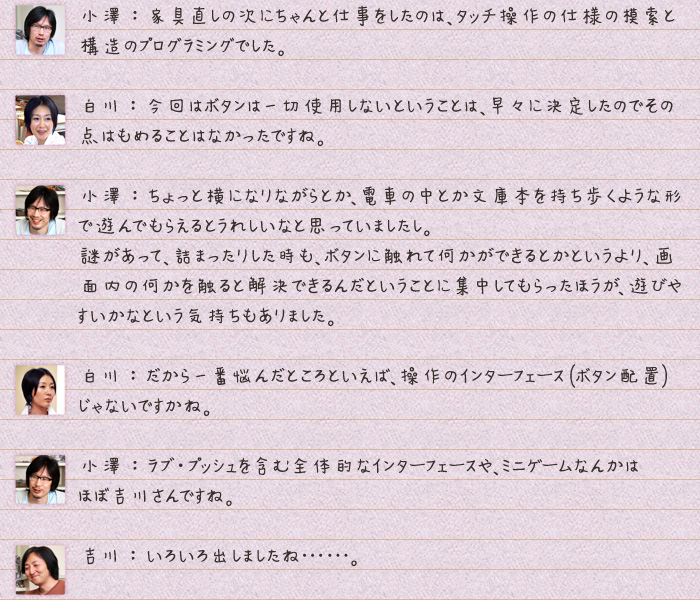 小澤：家具直しの次にちゃんと仕事をしたのは、タッチ操作の仕様の模索と
構造のプログラミングでした。
白川：今回はボタンは一切使用しないということは、早々に決定したのでその
点はもめることはなかったですね。
小澤：ちょっと横になりながらとか、電車の中とか文庫本を持ち歩くような形
で遊んでもらえるとうれしいなと思っていましたし。
謎があって、詰まったりした時も、ボタンに触れて何かができるとかというより、画
面内の何かを触ると解決できるんだということに集中してもらったほうが、遊びや
すいかなという気持ちもありました。
白川：だから一番悩んだところといえば、操作のインターフェース(ボタン配置)
じゃないですかね。
小澤：ラブ・プッシュを含む全体的なインターフェースや、ミニゲームなんかは
ほぼ吉川さんですね。
吉川：いろいろ出しましたね・・・・・・。